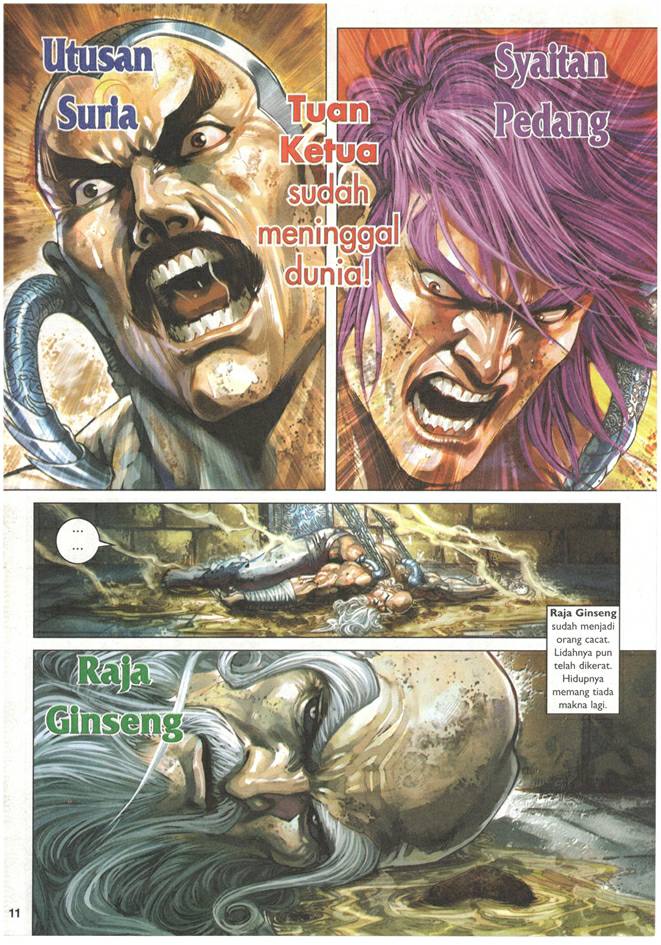 Utusan
Suria
Syaitan
Pedang
Tuan
Ketua
sudah
meninggal
dunia!
...
...
Raja Ginseng
sudah menjadi
orang cacat.
Lidahnya pun
telah dikerat.
Hidupnya
memang tiada
makna lagi.
Raja
Ginseng
11